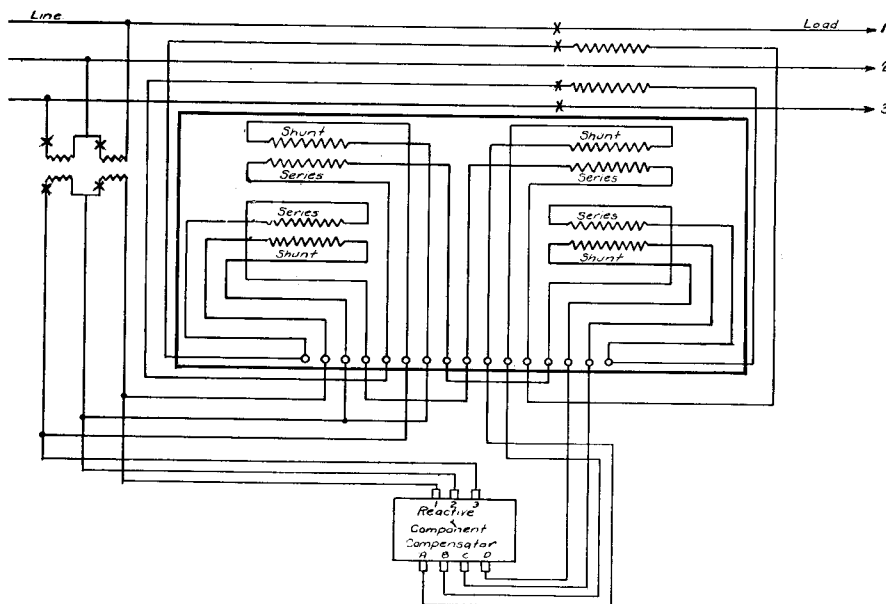 Line Load 1
2
3
Shunt Shunt
Series Series
Series Series
Shunt Shunt
1 2 3
Reactive
Component
Compensator
A B C D